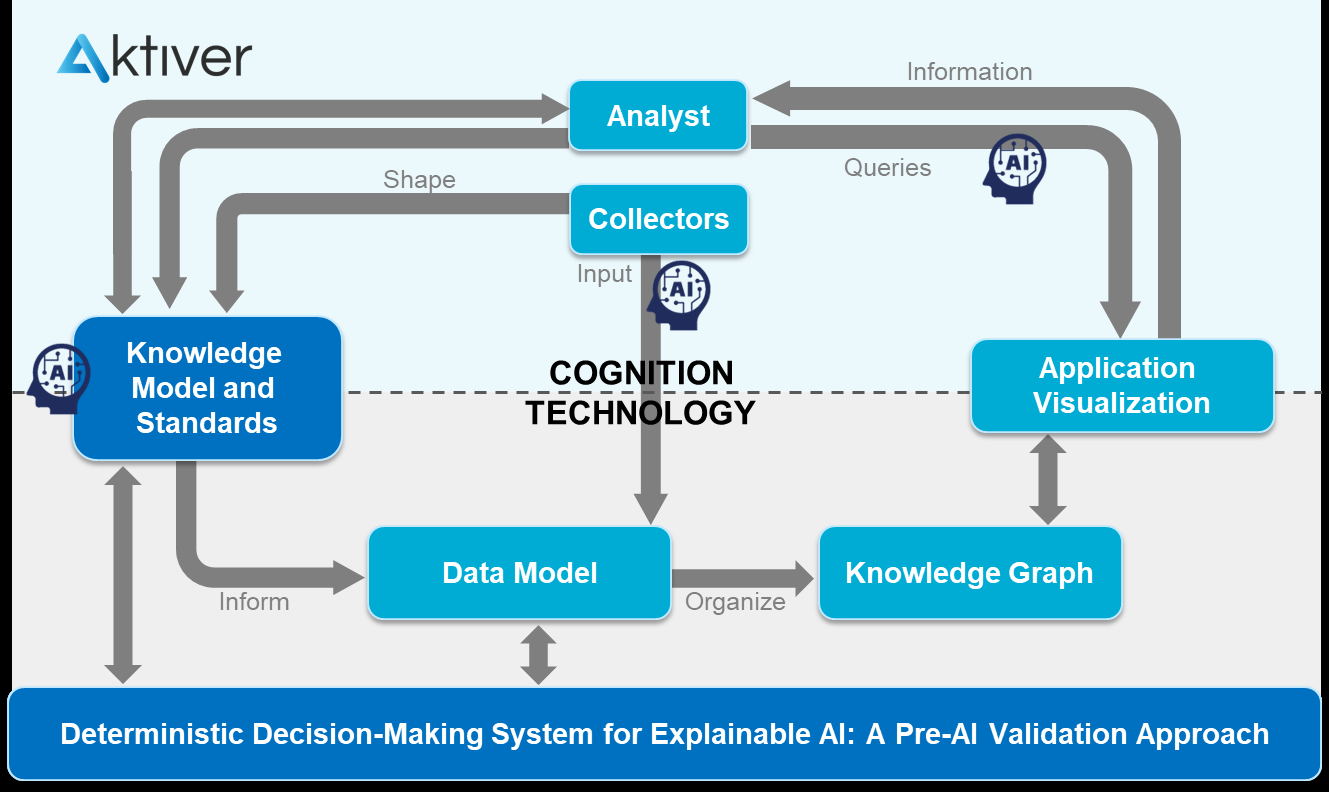 Aktiver
Information
Analyst
Queries
AI
Shape
Collectors
Input
AI
Knowledge
Model and
Standards
AI
COGNITION
TECHNOLOGY
Application
Visualization
Data Model
Knowledge Graph
Inform
Organize
Deterministic Decision-Making System for Explainable AI: A Pre-AI Validation Approach